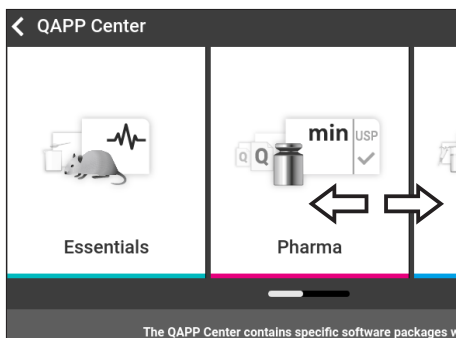 QAPP Center
Q Q min USP
Essentials
Pharma
The QAPP Center contains specific software packages